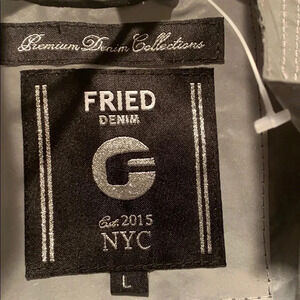 Premium Denim Collections
FRIED
DENIM
Est. 2015
NYC
L